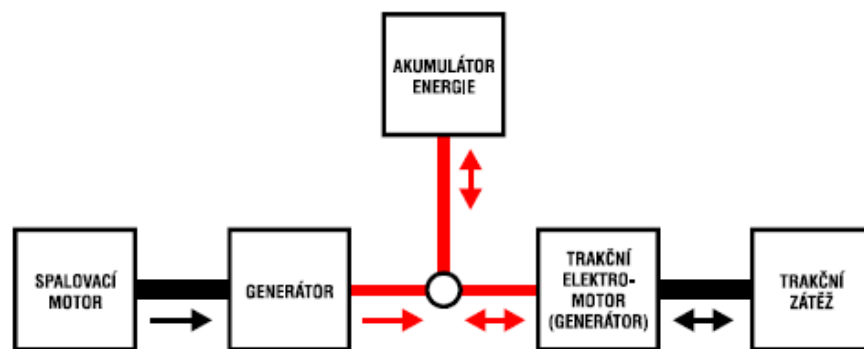 AKUMULÁTOR
ENERGIE
SPALOVACÍ
MOTOR
GENERÁTOR
TRAKČNÍ
ELEKTRO-
MOTOR
(GENERÁTOR)
TRAKČNÍ
ZÁTĚŽ